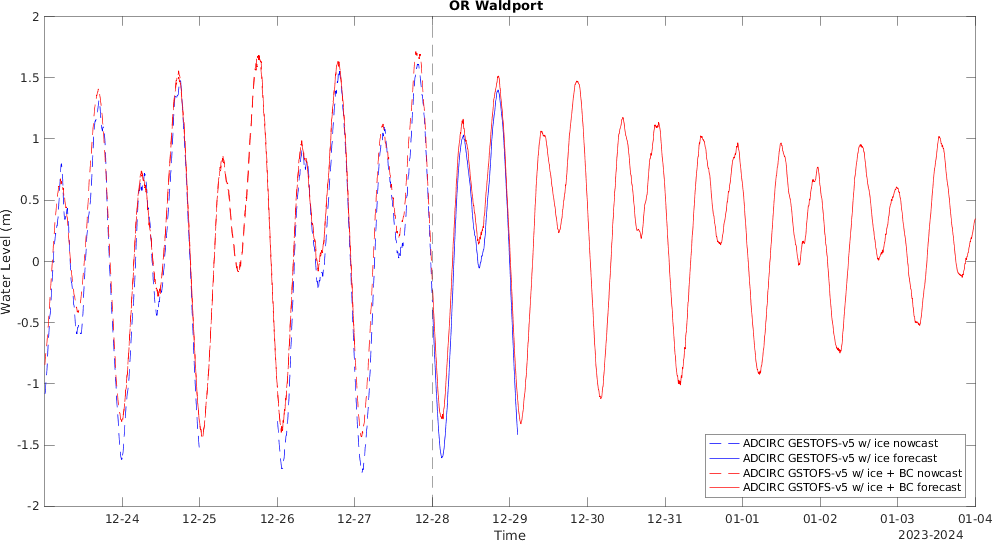 OR Waldport
2
1.5
1
0.5
0
-0.5
-1
-1.5
-2
Water Level (m)
12-24 12-25 12-26 12-27 12-28 12-29 12-30 12-31 01-01 01-02 01-03 01-04
Time
2023-2024
ADCIRC GESTOFS-v5 w/ ice nowcast
ADCIRC GESTOFS-v5 w/ ice forecast
ADCIRC GSTOFS-v5 w/ ice + BC nowcast
ADCIRC GSTOFS-v5 w/ ice + BC forecast